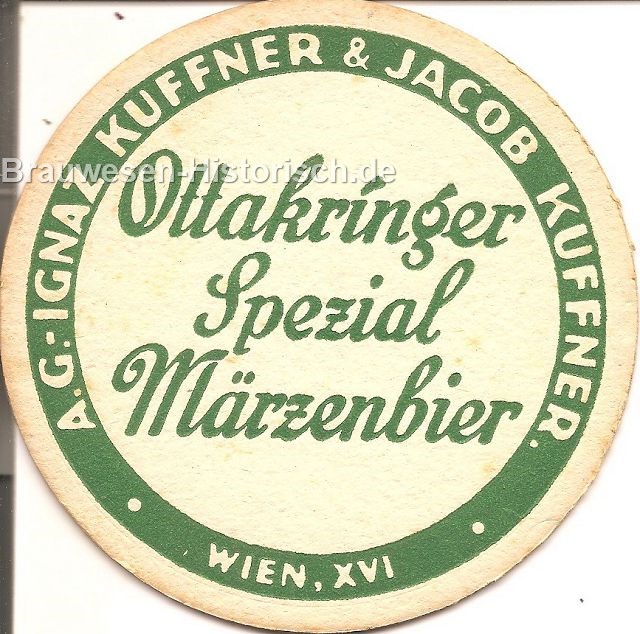 A.G.-IGNAZ KUFFNER & JACOB KUFFNER.
Brauwesen-Historisch.de
Ottakringer
Spezial
Märzenbier
• WIEN, XVI •